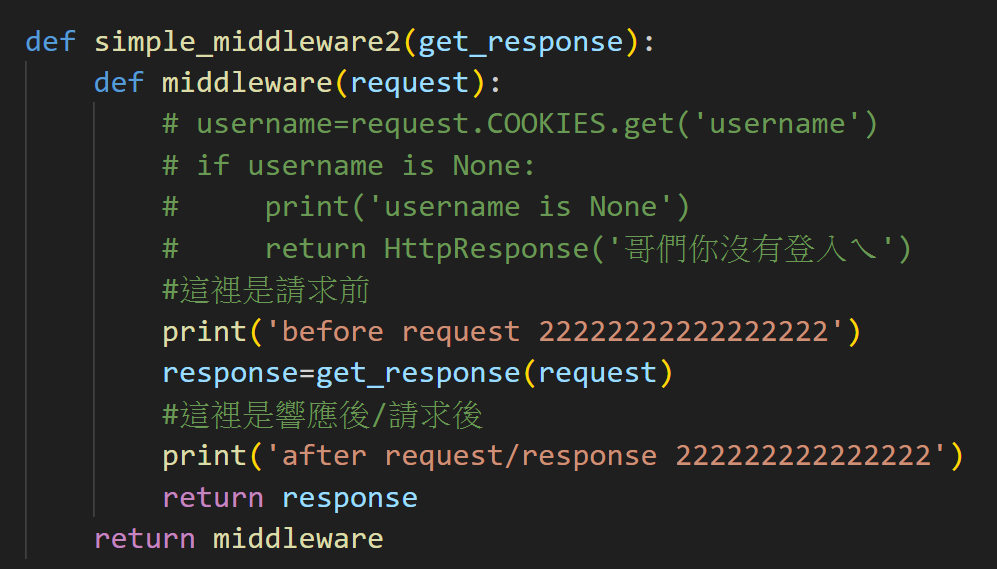 def simple_middleware2(get_response):
    def middleware(request):
        # username=request.COOKIES.get('username')
        # if username is None:
        #     print('username is None')
        #     return HttpResponse('哥們你沒有登入ㄟ')
        #這裡是請求前
        print('before request 22222222222222222')
        response=get_response(request)
        #這裡是響應後/請求後
        print('after request/response 222222222222222')
        return response
    return middleware